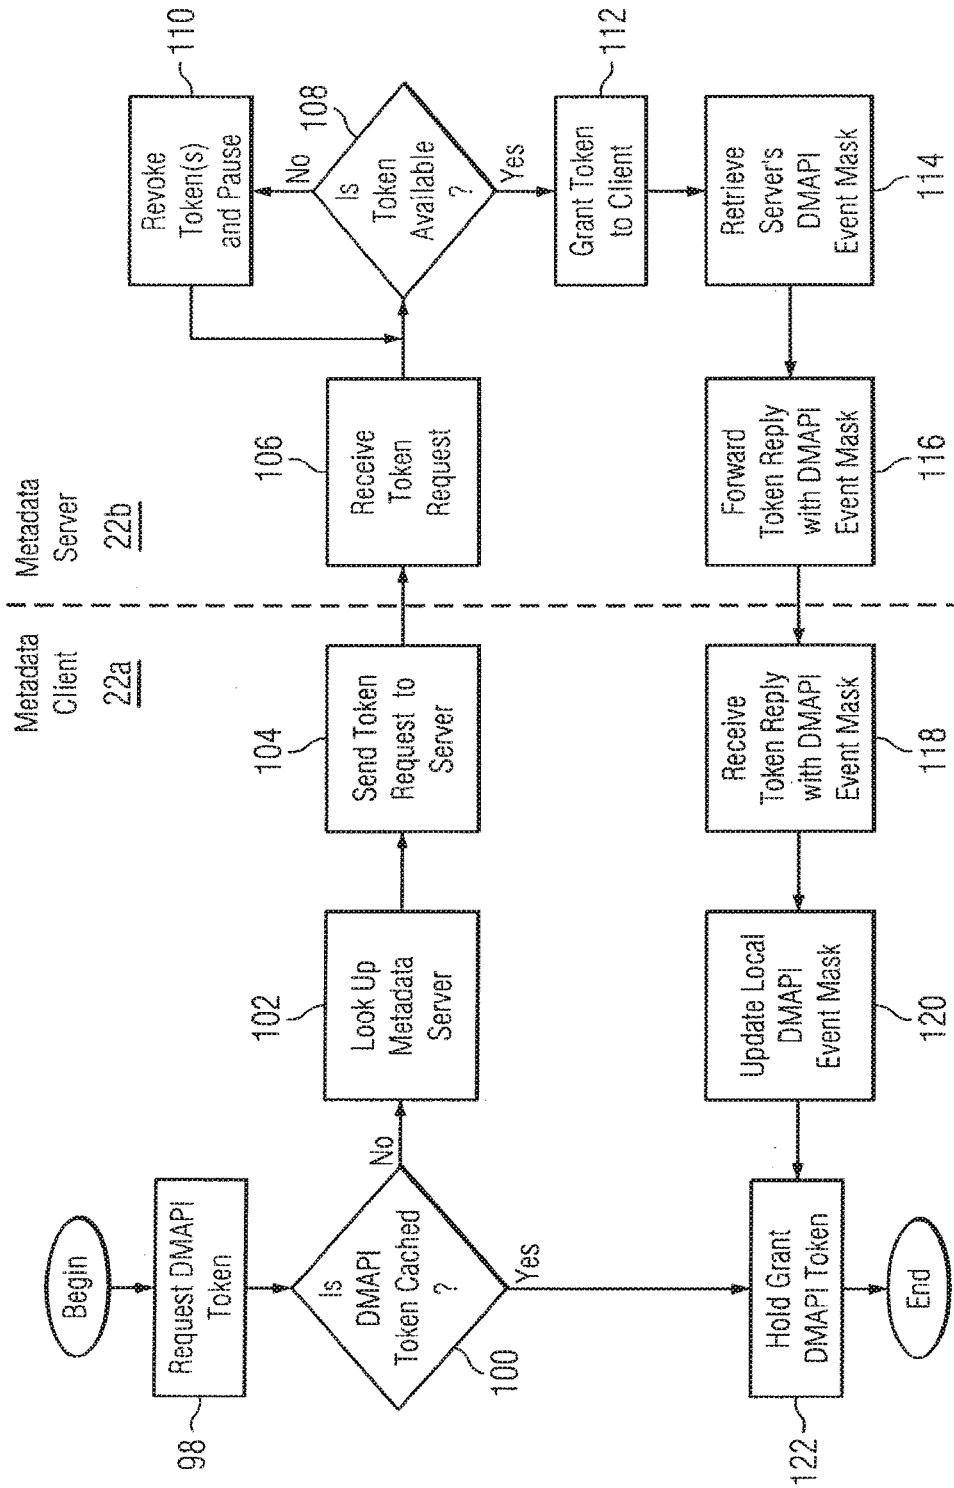 Metadata
Client
22a
Metadata
Server
22b
Begin
98
Request DMAPI
Token
100
Is
DMAPI
Token Cached
?
No
Yes
102
Look Up
Metadata
Server
104
Send Token
Request to
Server
106
Receive
Token
Request
108
Is
Token
Available
?
No
Yes
110
Revoke
Token(s)
and Pause
112
Grant Token
to Client
Retrieve
Server's
DMAPI
Event Mask
114
Forward
Token Reply
with DMAPI
Event Mask
116
Receive
Token Reply
with DMAPI
Event Mask
118
Update Local
DMAPI
Event Mask
120
Hold Grant
DMAPI Token
122
End